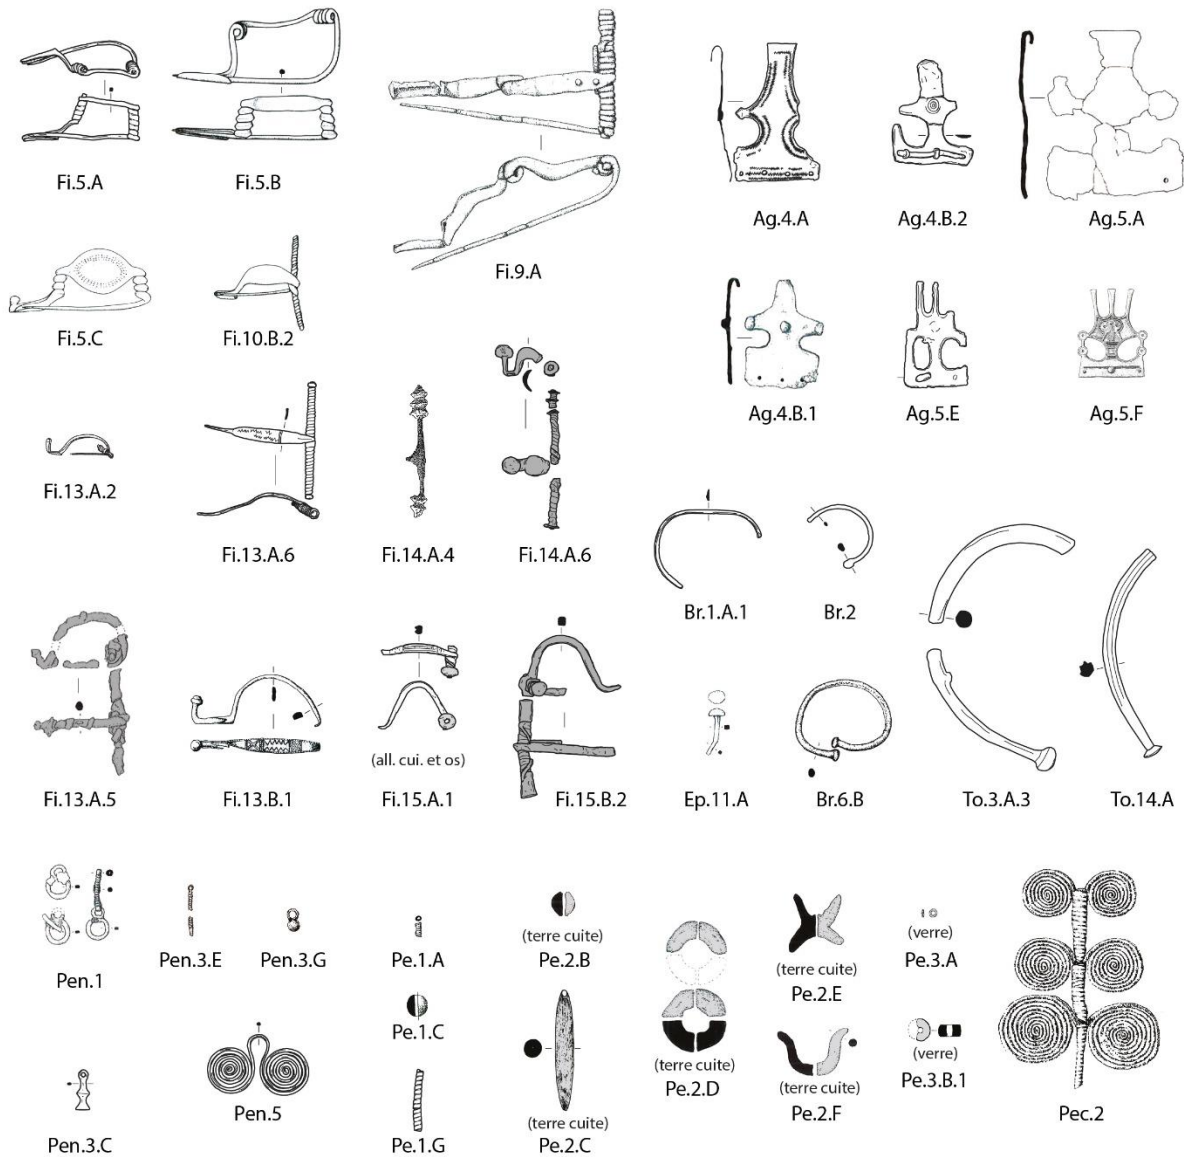 Fi.5.A
Fi.5.B
Fi.9.A
Ag.4.A
Ag.4.B.2
Ag.5.A
Fi.5.C
Fi.10.B.2
Ag.4.B.1
Ag.5.E
Ag.5.F
Fi.13.A.2
Fi.13.A.6
Fi.14.A.4
Fi.14.A.6
Br.1.A.1
Br.2
(all. cui. et os)
Fi.13.A.5
Fi.13.B.1
Fi.15.A.1
Fi.15.B.2
Ep.11.A
Br.6.B
To.3.A.3
To.14.A
Pen.1
Pen.3.E
Pen.3.G
Pe.1.A
(terre cuite)
Pe.2.B
(terre cuite)
Pe.2.E
(verre)
Pe.3.A
Pe.1.C
(terre cuite)
Pe.2.D
(terre cuite)
Pe.2.F
(verre)
Pe.3.B.1
Pen.3.C
Pen.5
Pe.1.G
(terre cuite)
Pe.2.C
Pec.2